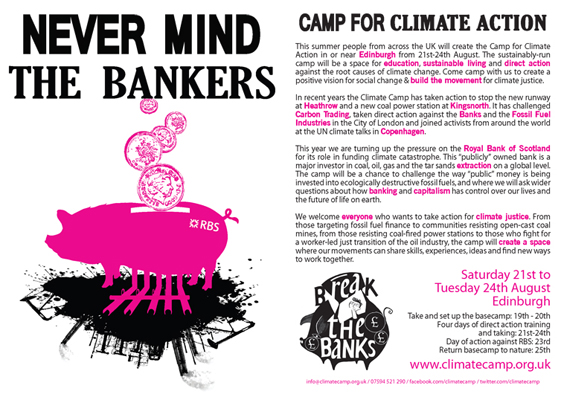 NEVER MIND
THE BANKERS
RBS
CAMP FOR CLIMATE ACTION
This summer people from across the UK will create the Camp for Climate
Action in or near Edinburgh from 21st-24th August. The sustainably-run
camp will be a space for education, sustainable living and direct action
against the root causes of climate change. Come camp with us to create a
positive vision for social change & build the movement for climate justice.
In recent years the Climate Camp has taken action to stop the new runway
at Heathrow and a new coal power station at Kingsnorth. It has challenged
Carbon Trading, taken direct action against the Banks and the Fossil Fuel
Industries in the City of London and joined activists from around the world
at the UN climate talks in Copenhagen.
This year we are turning up the pressure on the Royal Bank of Scotland
for its role in funding climate catastrophe. This "publicly" owned bank is a
major investor in coal, oil, gas and the tar sands extraction on a global level.
The camp will be a chance to challenge the way "public" money is being
invested into ecologically destructive fossil fuels, and where we will ask wider
questions about how banking and capitalism has control over our lives and
the future of life on earth.
We welcome everyone who wants to take action for climate justice. From
those targeting fossil fuel finance to communities resisting open-cast coal
mines, from those resisting coal-fired power stations to those who fight for
a worker-led just transition of the oil industry, the camp will create a space
where our movements can share skills, experiences, ideas and find new ways
to work together.
Break
the
BANKS
Saturday 21st to
Tuesday 24th August
Edinburgh
Take and set up the basecamp: 19th - 20th
Four days of direct action training
and taking: 21st-24th
Day of action against RBS: 23rd
Return basecamp to nature: 25th
www.climatecamp.org.uk
info@climatecamp.org.uk / 07594 521 290 / facebook.com/climatecamp / twitter.com/climatecamp